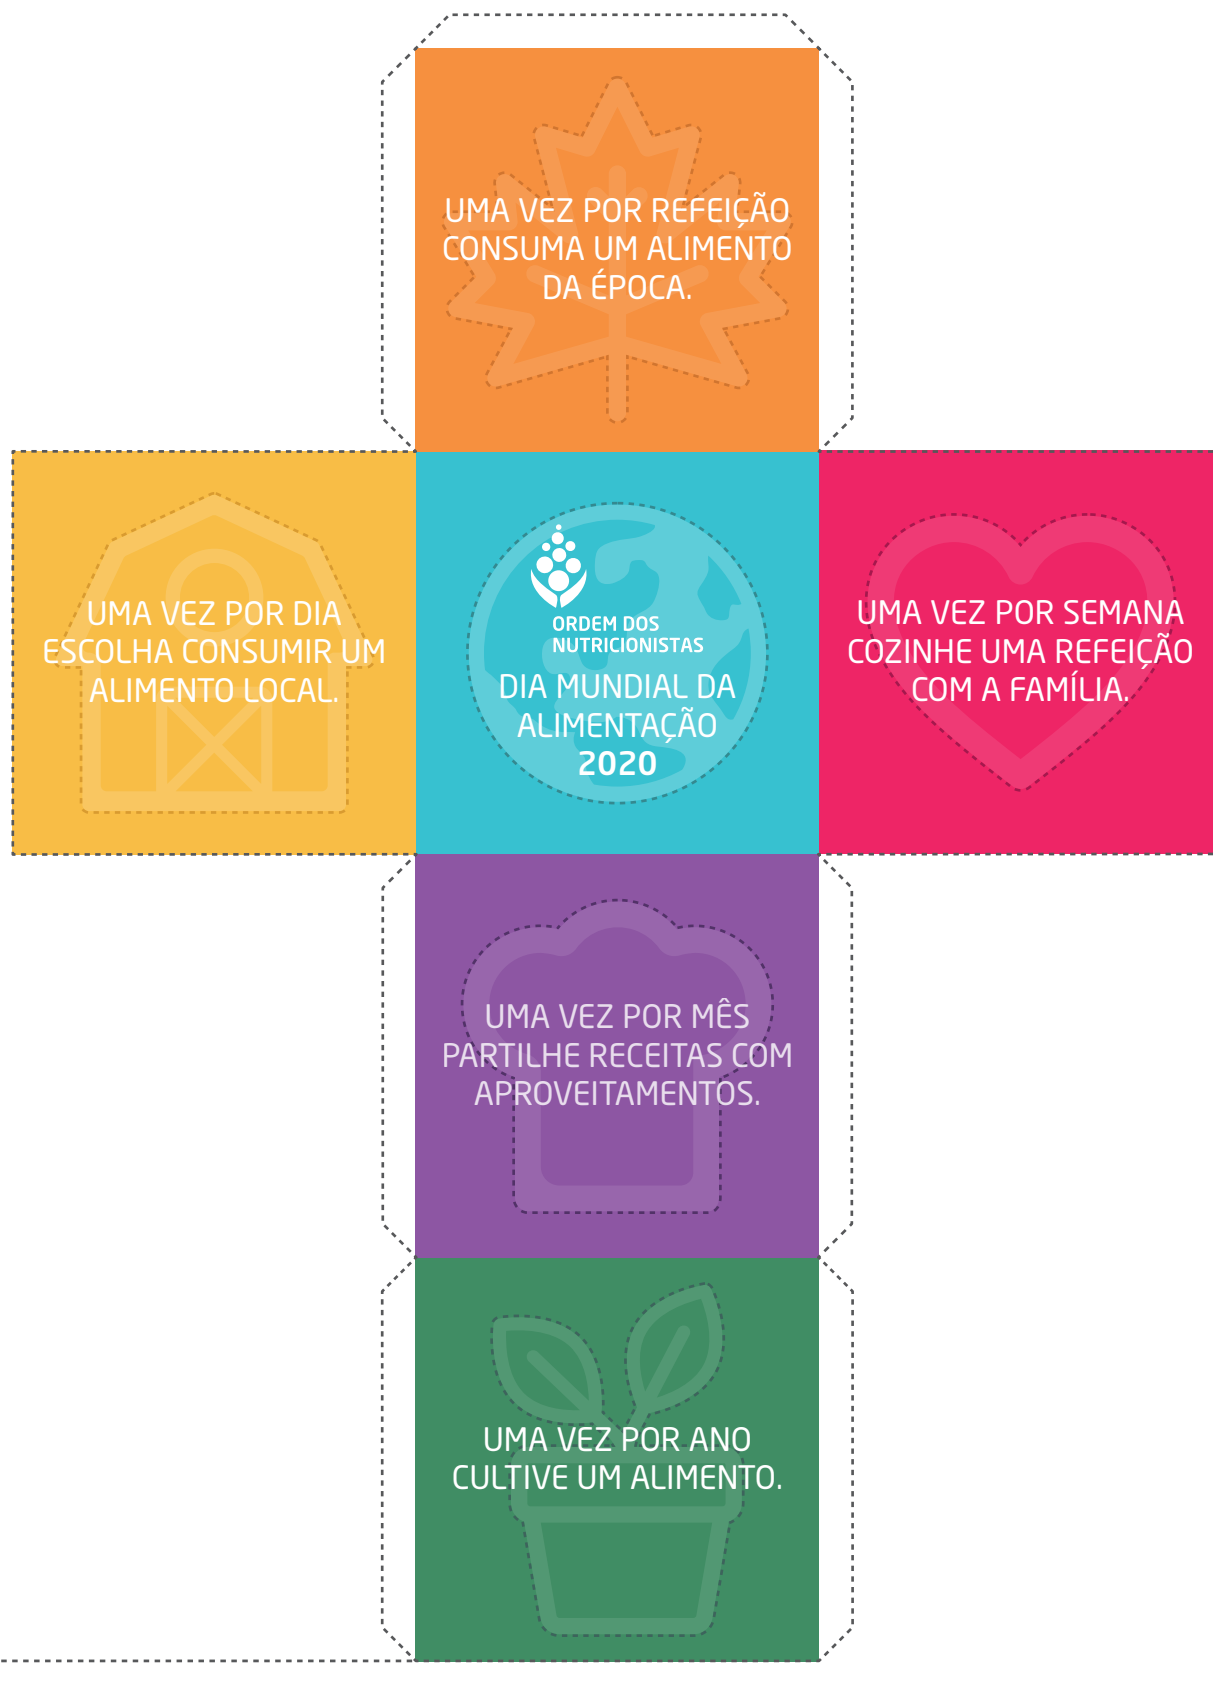 UMA VEZ POR REFEIÇÃO
CONSUMA UM ALIMENTO
DA ÉPOCA.
UMA VEZ POR DIA
ESCOLHA CONSUMIR UM
ALIMENTO LOCAL.
ORDEM DOS
NUTRICIONISTAS
DIA MUNDIAL DA
ALIMENTAÇÃO
2020
UMA VEZ POR SEMANA
COZINHE UMA REFEIÇÃO
COM A FAMÍLIA.
UMA VEZ POR MÊS
PARTILHE RECEITAS COM
APROVEITAMENTOS.
UMA VEZ POR ANO
CULTIVE UM ALIMENTO.